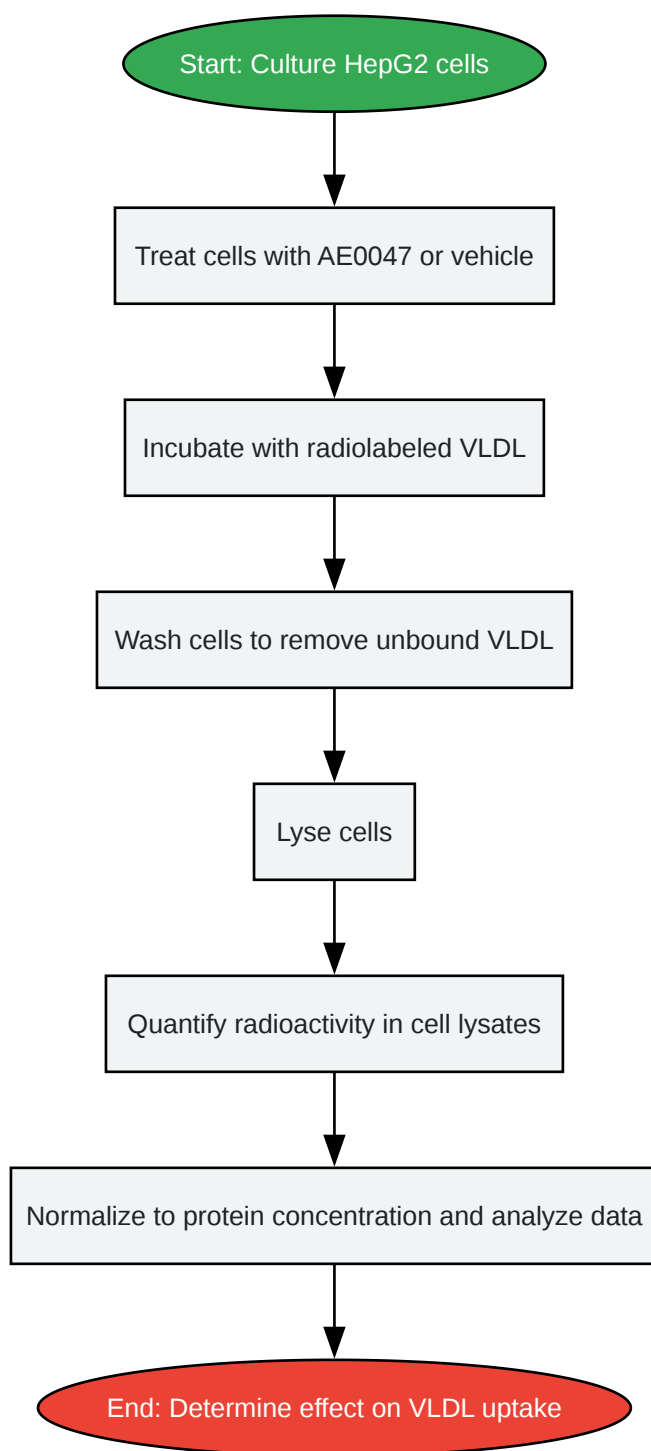 Start: Culture HepG2 cells
Treat cells with AE0047 or vehicle
Incubate with radiolabeled VLDL
Wash cells to remove unbound VLDL
Lyse cells
Quantify radioactivity in cell lysates
Normalize to protein concentration and analyze data
End: Determine effect on VLDL uptake